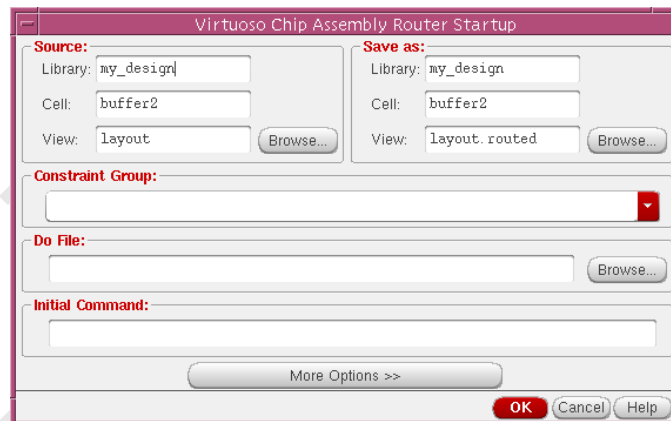 Virtuoso Chip Assembly Router Startup
Source:
Library: my_design
Cell: buffer2
View: layout Browse...
Save as:
Library: my_design
Cell: buffer2
View: layout.routed Browse...
Constraint Group:
Do File:
Browse...
Initial Command:
More Options >>
OK Cancel Help